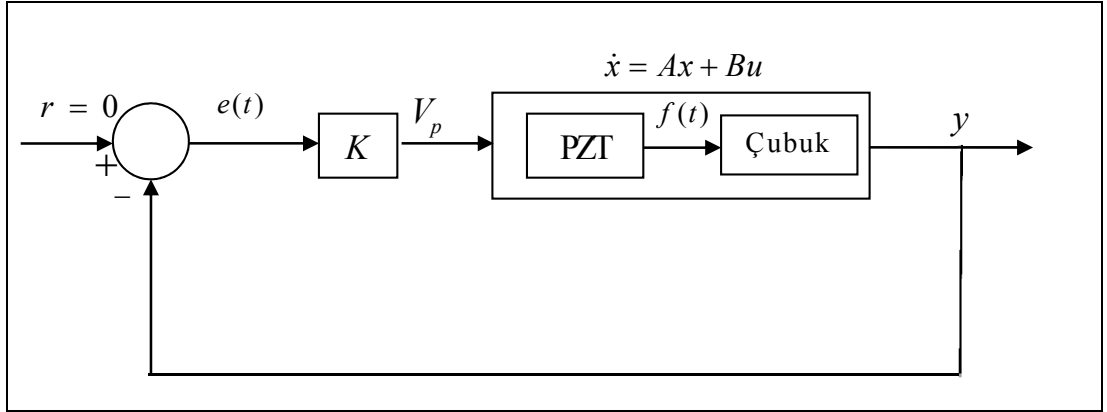 ẋ = Ax + Bu
r = 0
e(t)
V_p
f(t)
y
K
PZT
Çubuk
+
−